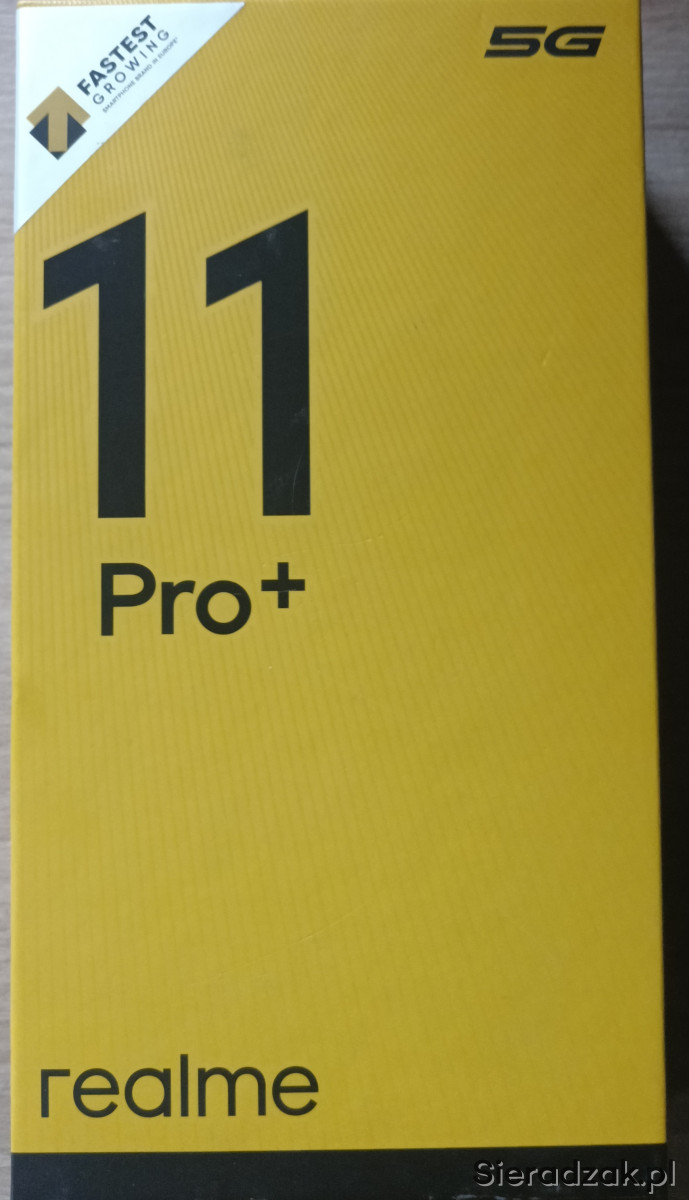 FASTEST
GROWING
SMARTPHONE BRAND IN EUROPE*
5G
11
Pro+
realme
Sieradzak.pl